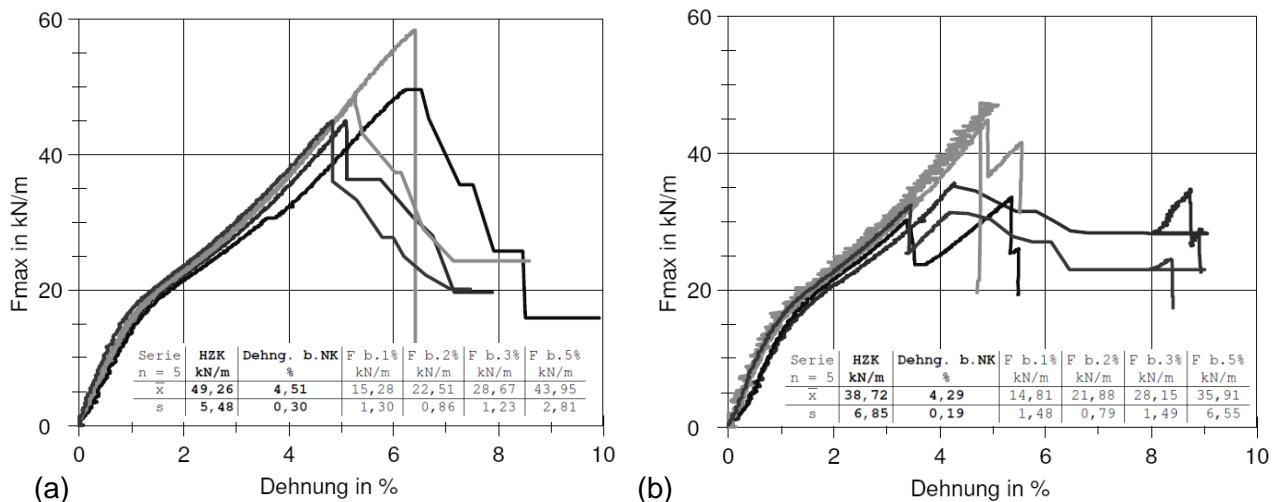 60
40
20
0
Fmax in kN/m
Serie HZK Dehng. b.NK F b.1% F b.2% F b.3% F b.5%
n = 5 kN/m % kN/m kN/m kN/m kN/m
x̄ 49,26 4,51 15,28 22,51 28,67 43,95
s 5,48 0,30 1,30 0,86 1,23 2,81
0 2 4 6 8 10
(a) Dehnung in %
60
40
20
0
Fmax in kN/m
Serie HZK Dehng. b.NK F b.1% F b.2% F b.3% F b.5%
n = 5 kN/m % kN/m kN/m kN/m kN/m
x̄ 38,72 4,29 14,81 21,88 28,15 35,91
s 6,85 0,19 1,48 0,79 1,49 6,55
0 2 4 6 8 10
(b) Dehnung in %